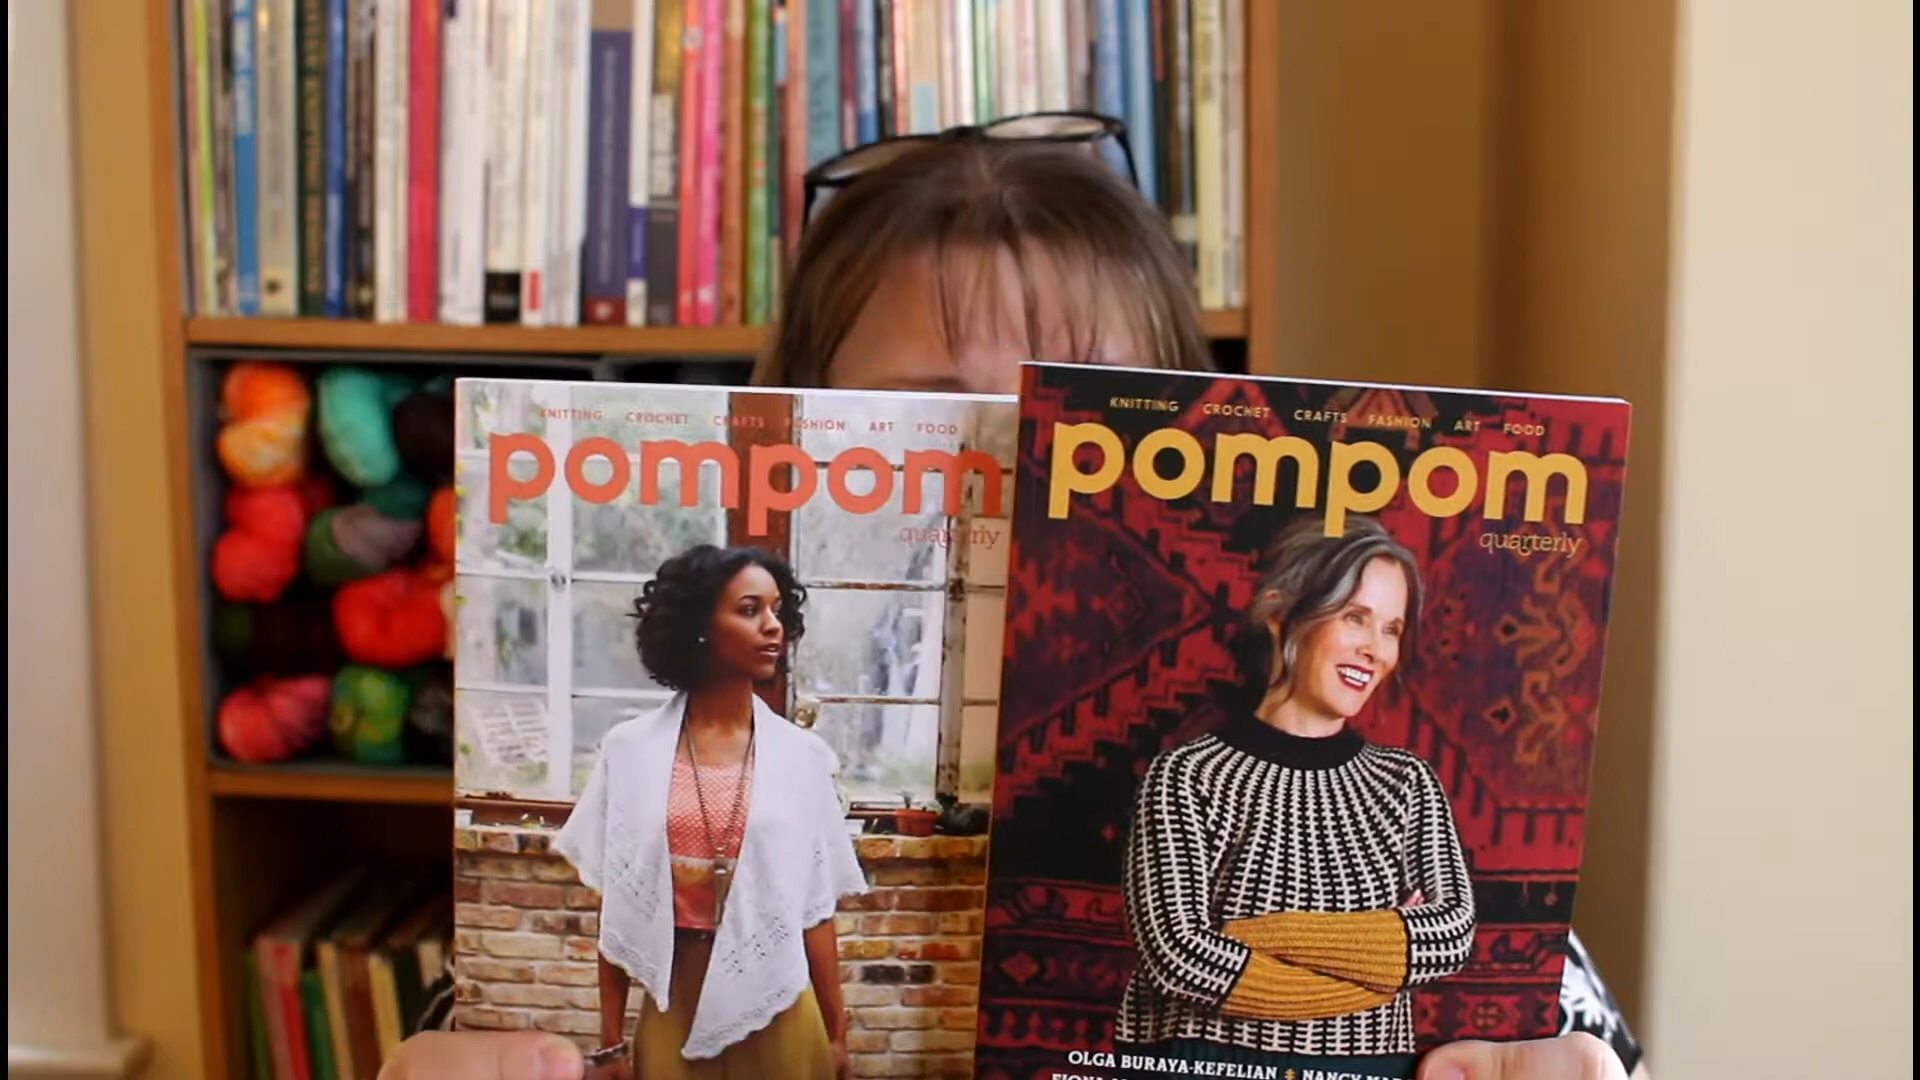 KNITTING CROCHET CRAFTS FASHION ART FOOD
pompom
quarterly
KNITTING CROCHET CRAFTS FASHION ART FOOD
pompom
quarterly
OLGA BURAYA-KEFELIAN NANCY